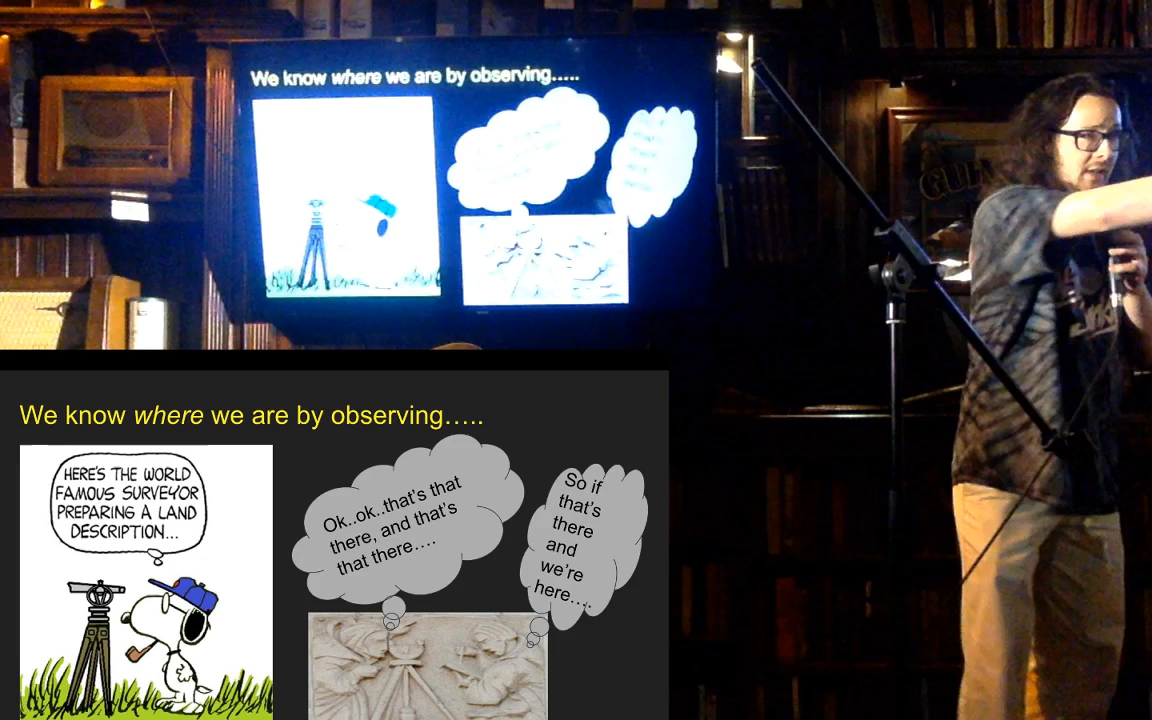 We know where we are by observing.....
GUIN
We know where we are by observing…..
HERE'S THE WORLD
FAMOUS SURVEYOR
PREPARING A LAND
DESCRIPTION...
Ok..ok..that's that
there, and that's
that there….
So if
that's
there
and
we're
here….